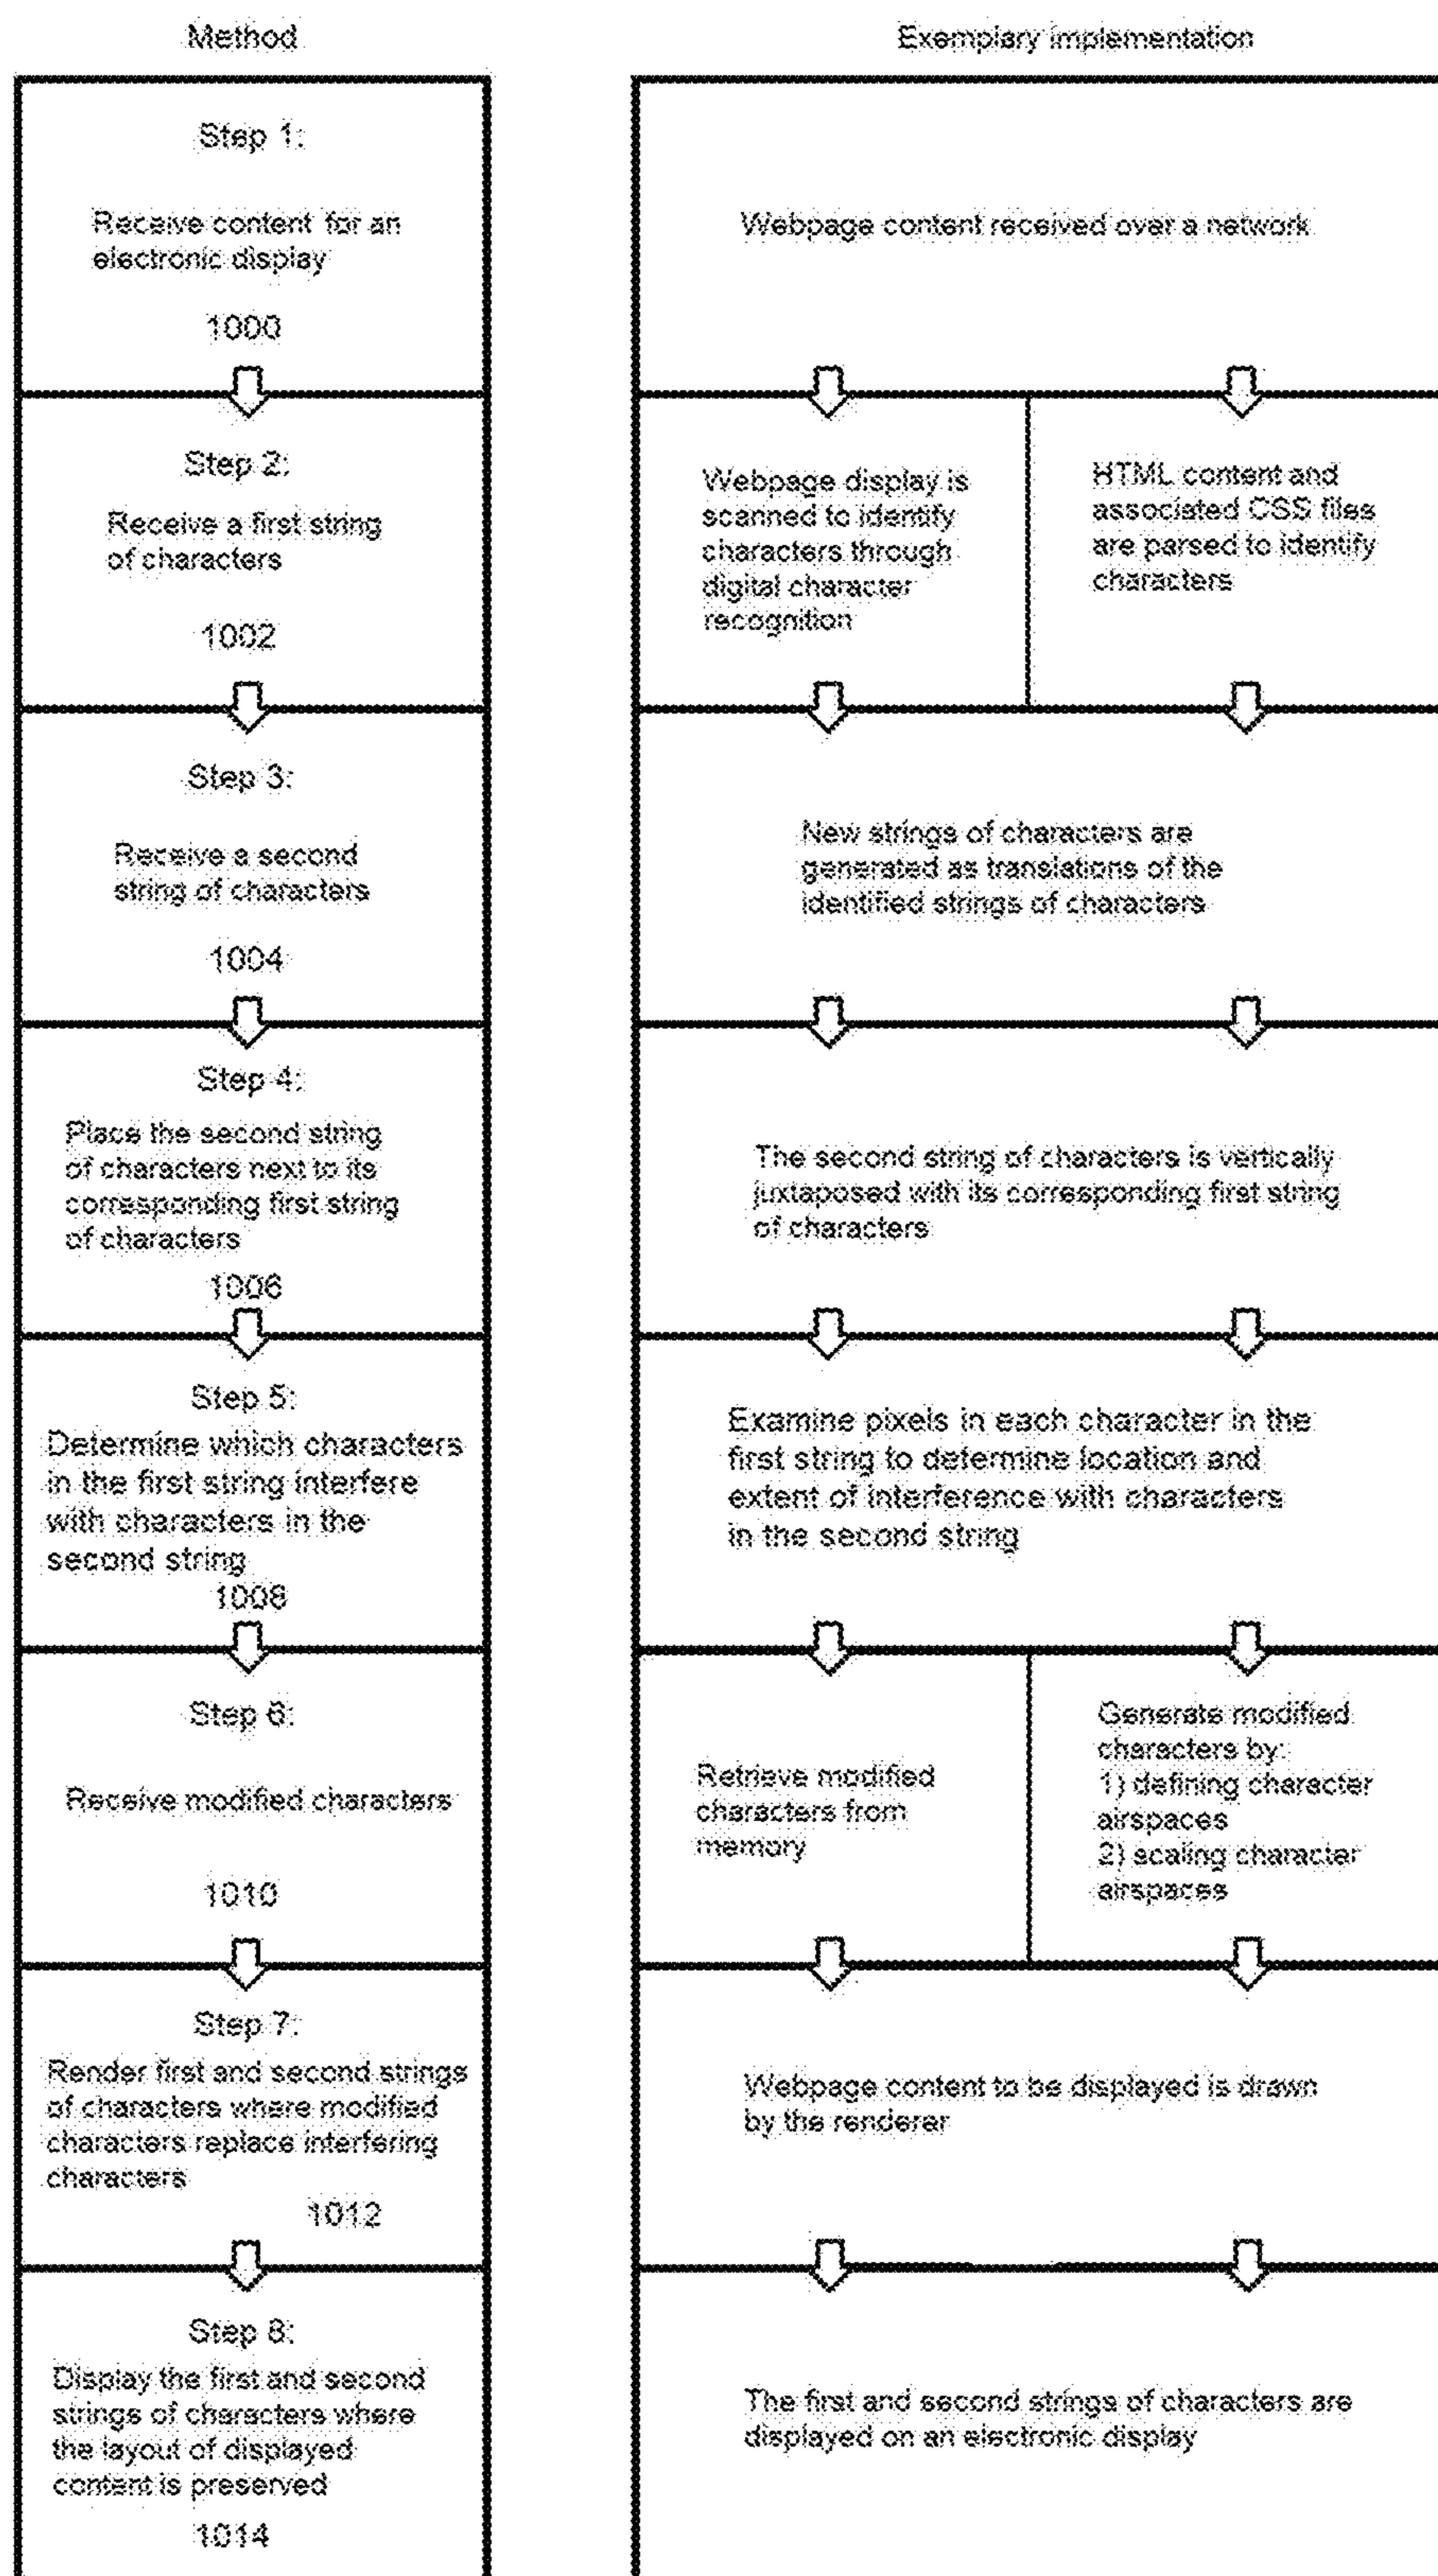 Method
Exemplary implementation
Step 1:
Receive content for an
electronic display
1000
Webpage content received over a network
Step 2:
Receive a first string
of characters
1002
Webpage display is
scanned to identify
characters through
digital character
recognition
HTML content and
associated CSS files
are parsed to identify
characters
Step 3:
Receive a second
string of characters
1004
New strings of characters are
generated as translations of the
identified strings of characters
Step 4:
Place the second string
of characters next to its
corresponding first string
of characters
1006
The second string of characters is vertically
juxtaposed with its corresponding first string
of characters
Step 5:
Determine which characters
in the first string interfere
with characters in the
second string
1008
Examine pixels in each character in the
first string to determine location and
extent of interference with characters
in the second string
Step 6:
Receive modified characters
1010
Retrieve modified
characters from
memory
Generate modified
characters by:
1) defining character
airspaces
2) scaling character
airspaces
Step 7:
Render first and second strings
of characters where modified
characters replace interfering
characters
1012
Webpage content to be displayed is drawn
by the renderer
Step 8:
Display the first and second
strings of characters where
the layout of displayed
content is preserved
1014
The first and second strings of characters are
displayed on an electronic display